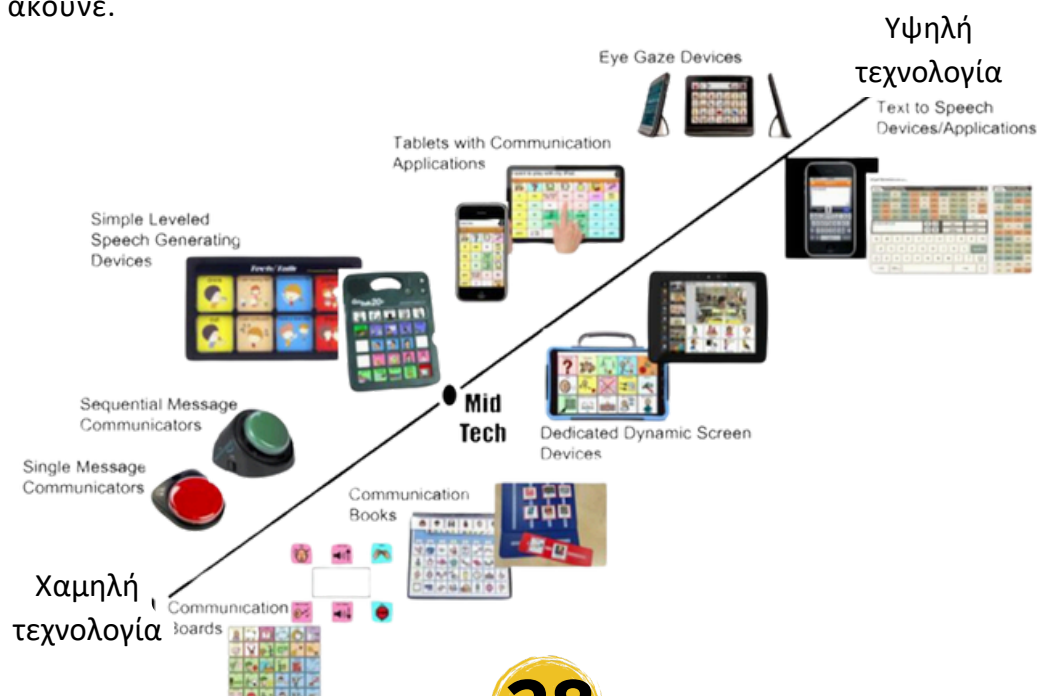 ακούνε.
Υψηλή
τεχνολογία
Eye Gaze Devices
Text to Speech
Devices/Applications
Tablets with Communication
Applications
Simple Leveled
Speech Generating
Devices
Mid
Tech
Sequential Message
Communicators
Dedicated Dynamic Screen
Devices
Single Message
Communicators
Communication
Books
Χαμηλή
τεχνολογία
Communication
Boards
28